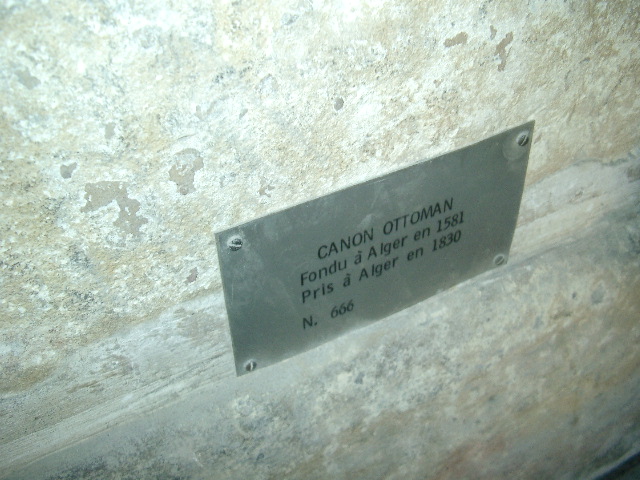 CANON OTTOMAN
Fondu à Alger en 1581
Pris à Alger en 1830
N. 666